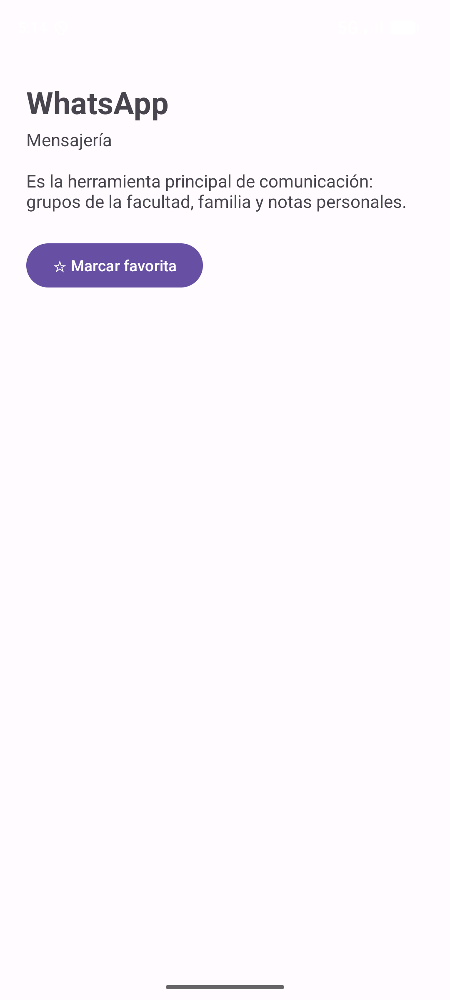 WhatsApp
Mensajería
Es la herramienta principal de comunicación:
grupos de la facultad, familia y notas personales.
☆ Marcar favorita